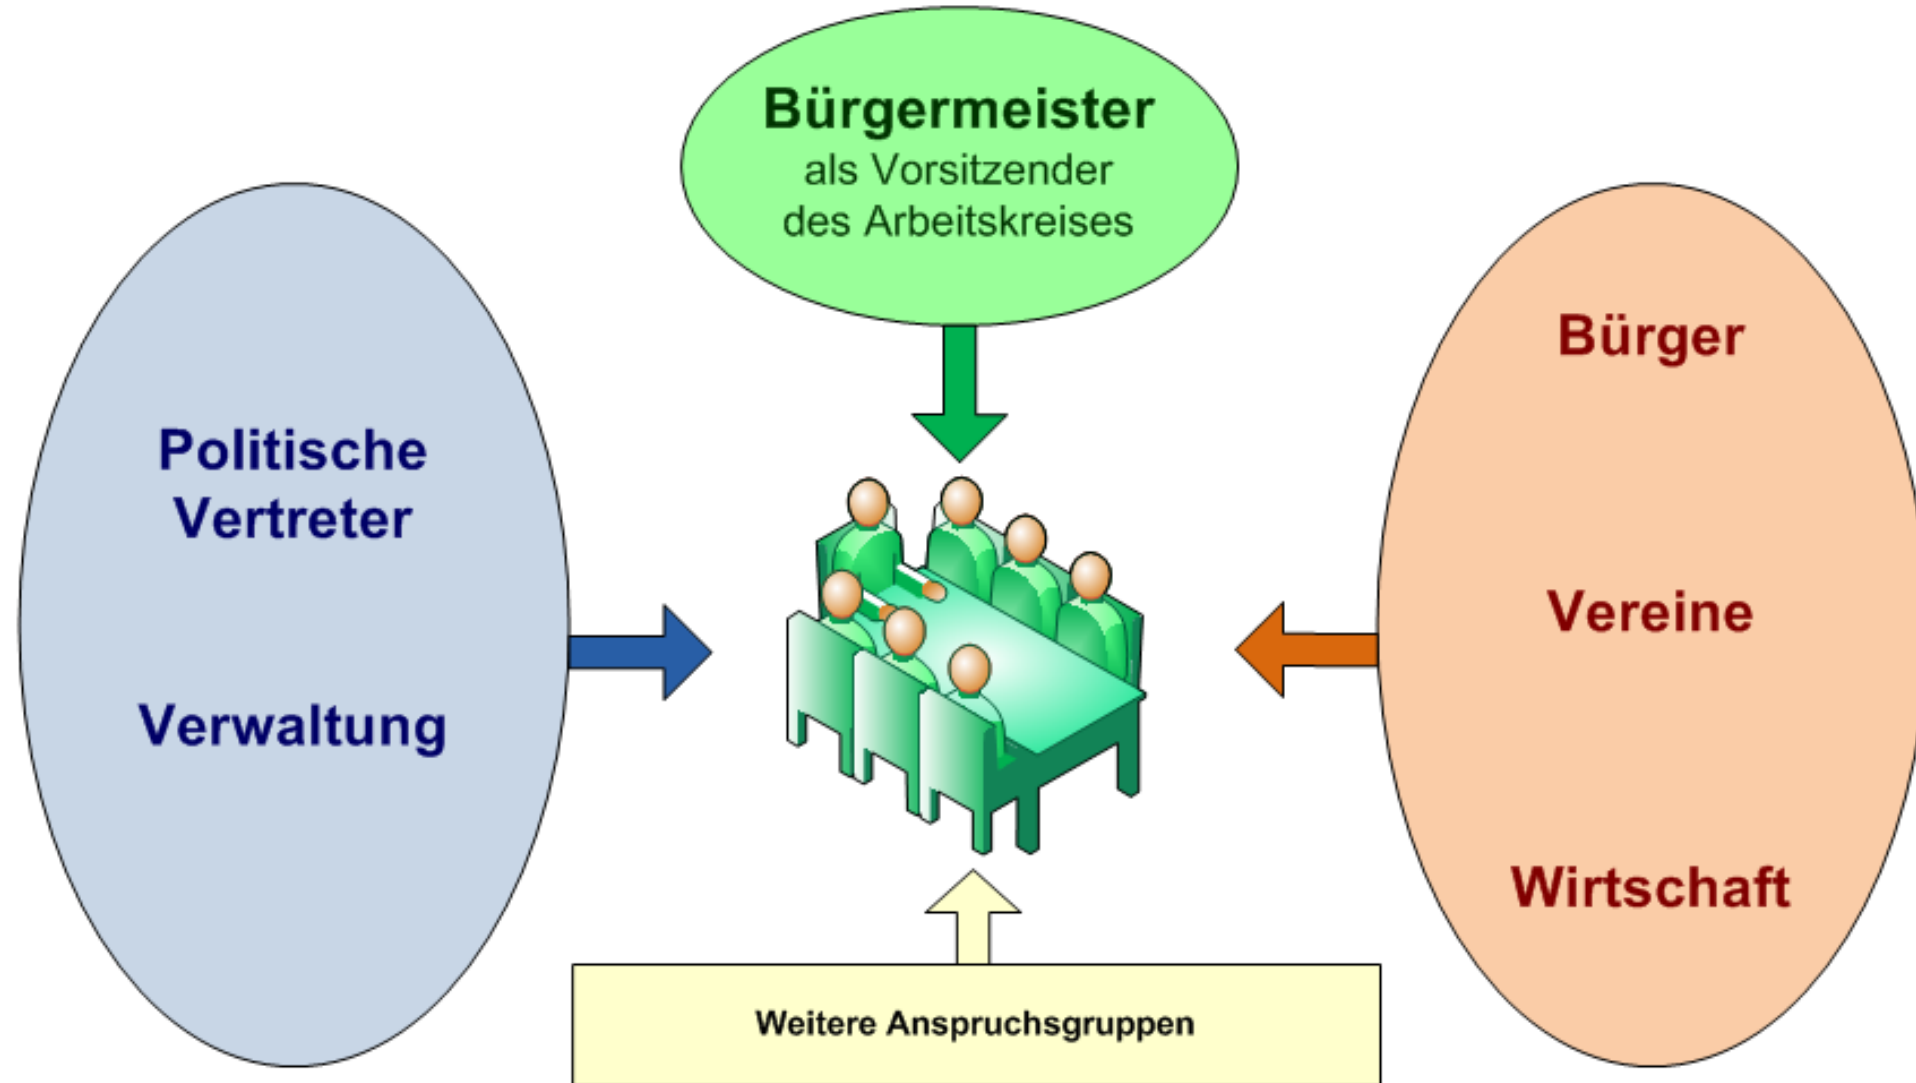 Bürgermeister
als Vorsitzender
des Arbeitskreises
Politische
Vertreter
Verwaltung
Bürger
Vereine
Wirtschaft
Weitere Anspruchsgruppen